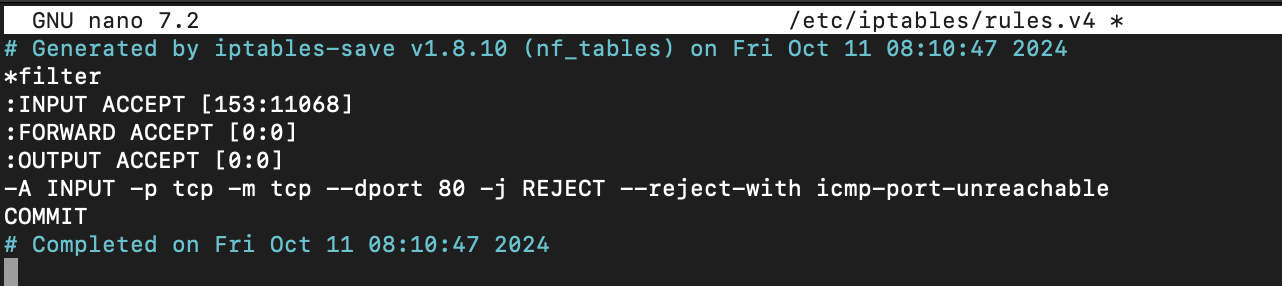 GNU nano 7.2 /etc/iptables/rules.v4 *
# Generated by iptables-save v1.8.10 (nf_tables) on Fri Oct 11 08:10:47 2024
*filter
:INPUT ACCEPT [153:11068]
:FORWARD ACCEPT [0:0]
:OUTPUT ACCEPT [0:0]
-A INPUT -p tcp -m tcp --dport 80 -j REJECT --reject-with icmp-port-unreachable
COMMIT
# Completed on Fri Oct 11 08:10:47 2024